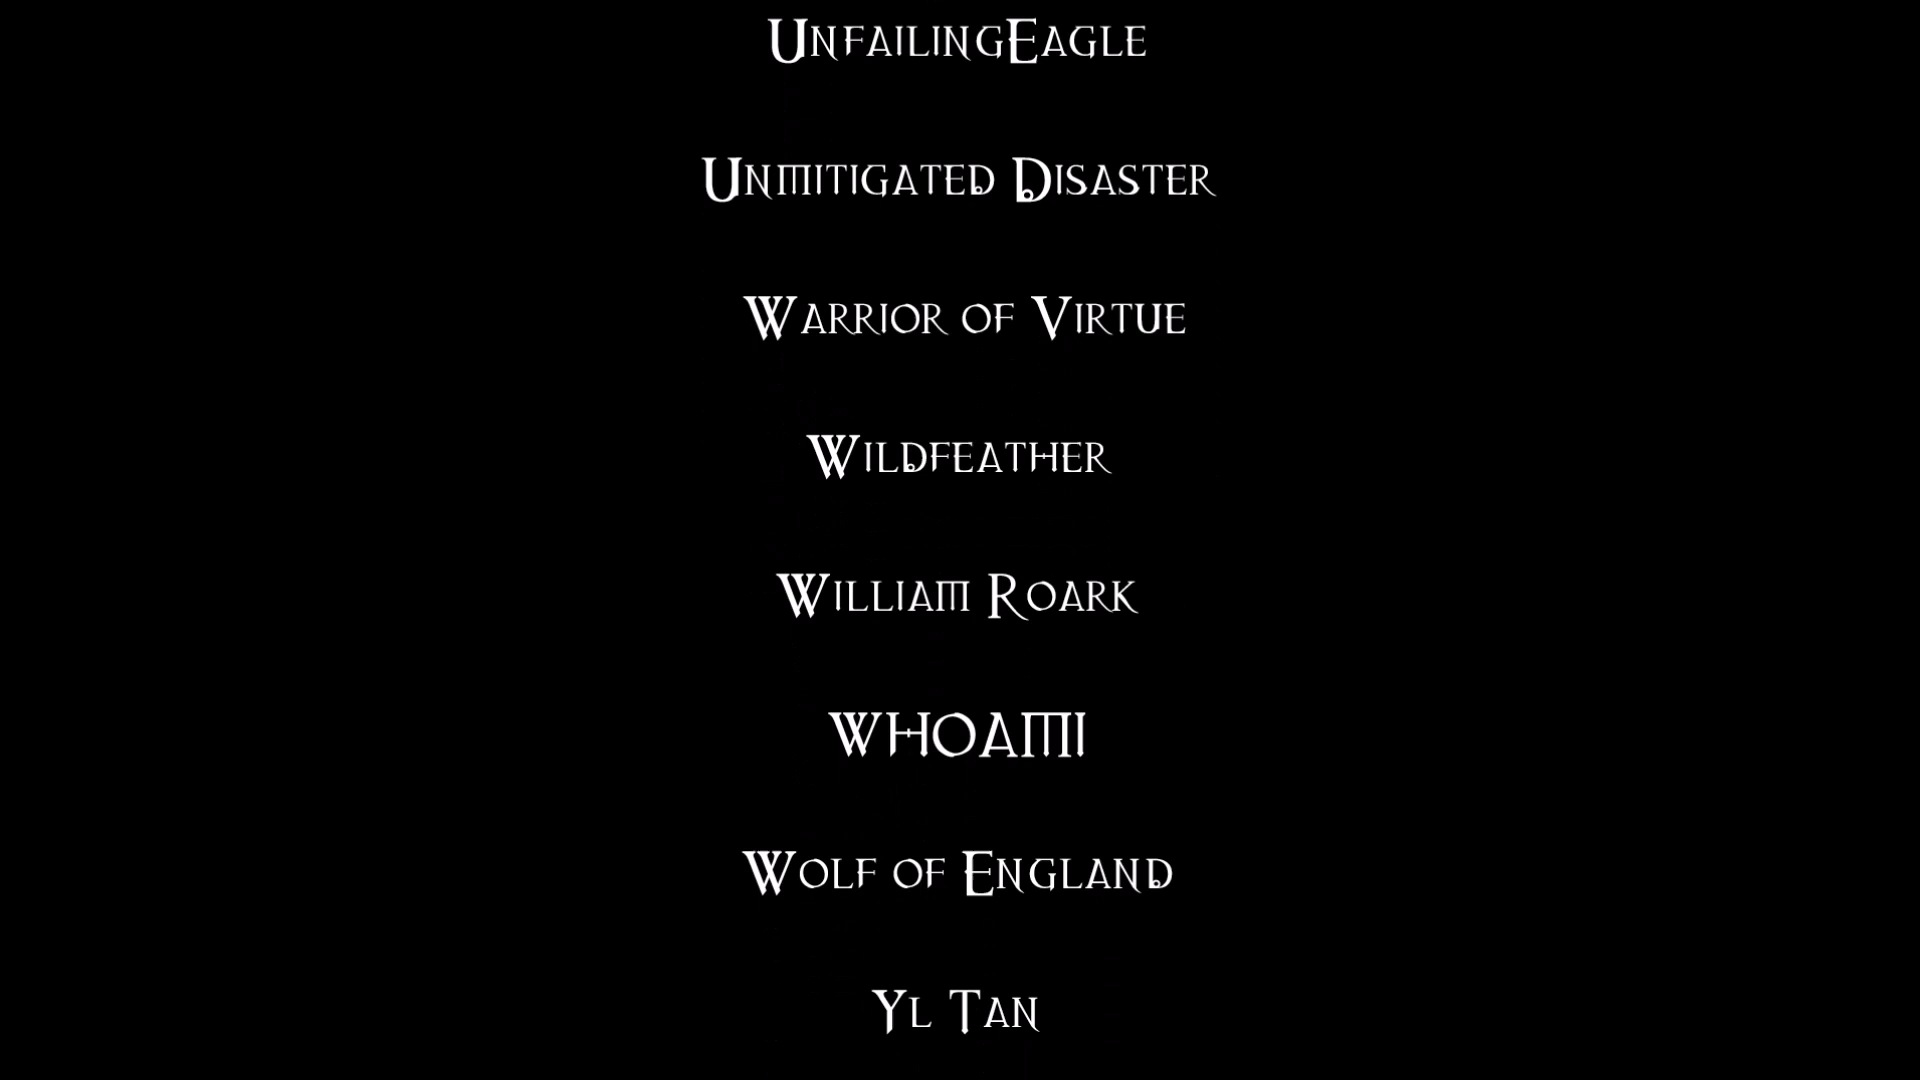 UnfailingEagle
Unmitigated Disaster
Warrior of Virtue
Wildfeather
William Roark
WHOAMI
Wolf of England
Yl Tan